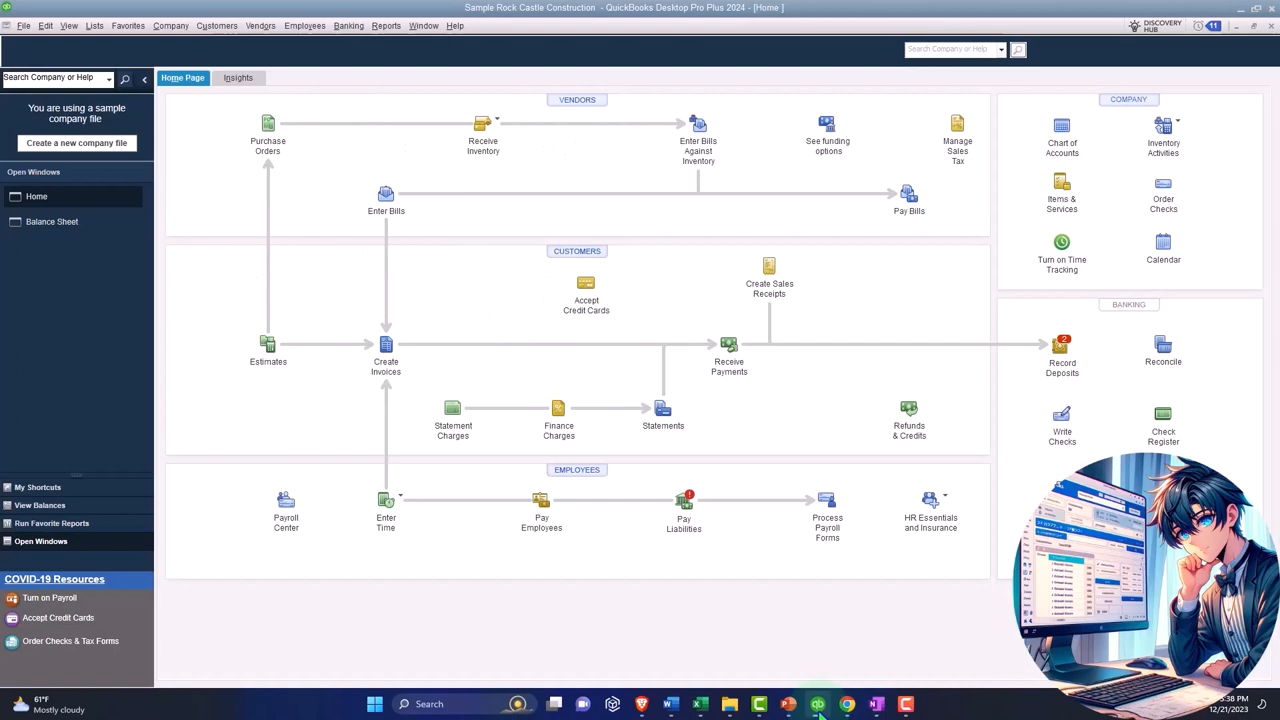 Sample Rock Castle Construction - QuickBooks Desktop Pro Plus 2024 - [Home ]
File Edit View Lists Favorites Company Customers Vendors Employees Banking Reports Window Help
DISCOVERY
HUB
11
Search Company or Help
Search Company or Help
Home Page
Insights
You are using a sample
company file
Create a new company file
Open Windows
Home
Balance Sheet
My Shortcuts
View Balances
Run Favorite Reports
Open Windows
COVID-19 Resources
Turn on Payroll
Accept Credit Cards
Order Checks & Tax Forms
VENDORS
Purchase
Orders
Receive
Inventory
Enter Bills
Against
Inventory
See funding
options
Manage
Sales
Tax
Enter Bills
Pay Bills
CUSTOMERS
Accept
Credit Cards
Create Sales
Receipts
Estimates
Create
Invoices
Receive
Payments
Statement
Charges
Finance
Charges
Statements
Refunds
& Credits
EMPLOYEES
Payroll
Center
Enter
Time
Pay
Employees
Pay
Liabilities
Process
Payroll
Forms
HR Essentials
and Insurance
COMPANY
Chart of
Accounts
Inventory
Activities
Items &
Services
Order
Checks
Turn on Time
Tracking
Calendar
BANKING
2
Record
Deposits
Reconcile
Write
Checks
Check
Register
61°F
Mostly cloudy
Search
5:38 PM
12/21/2023